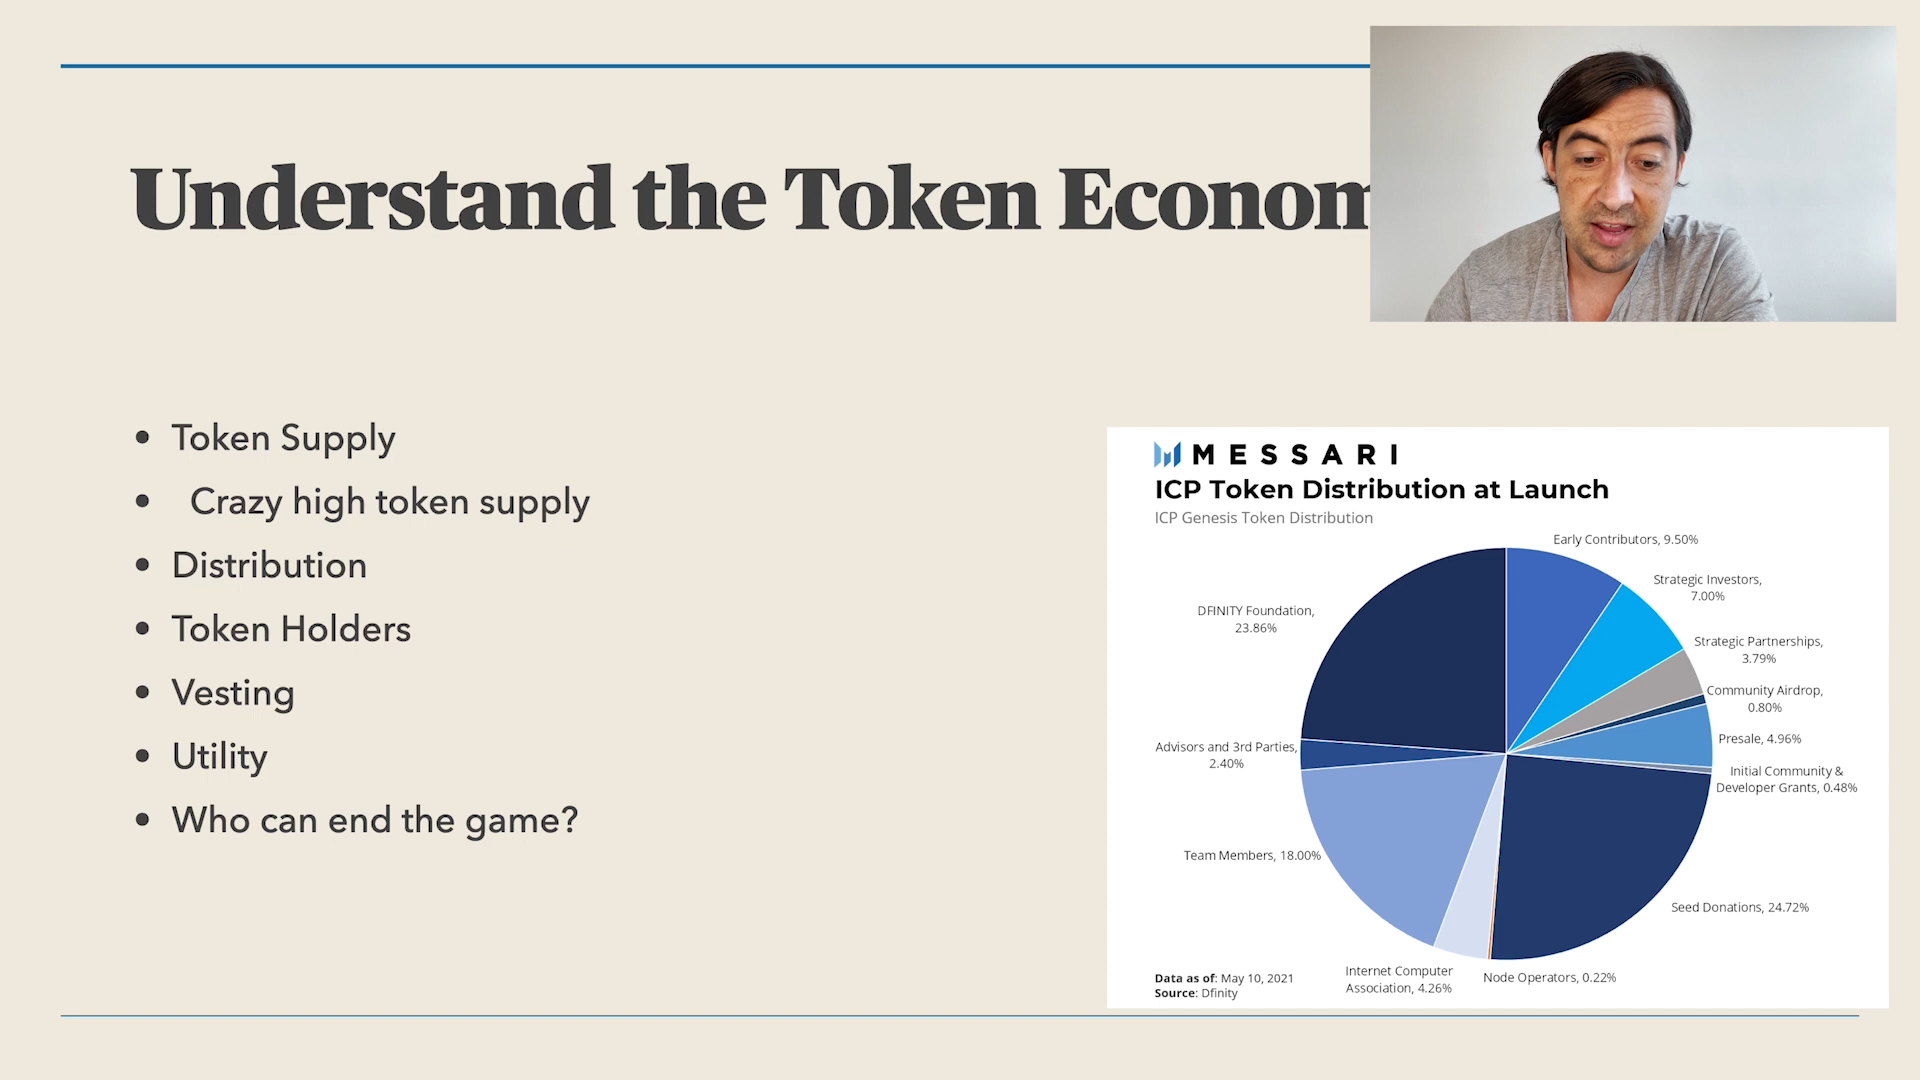 Understand the Token Econom
• Token Supply
• Crazy high token supply
• Distribution
• Token Holders
• Vesting
• Utility
• Who can end the game?
MESSARI
ICP Token Distribution at Launch
ICP Genesis Token Distribution
Early Contributors, 9.50%
Strategic Investors,
7.00%
Strategic Partnerships,
3.79%
Community Airdrop,
0.80%
Presale, 4.96%
Initial Community &
Developer Grants, 0.48%
Seed Donations, 24.72%
Node Operators, 0.22%
Internet Computer
Association, 4.26%
Team Members, 18.00%
Advisors and 3rd Parties,
2.40%
DFINITY Foundation,
23.86%
Data as of: May 10, 2021
Source: Dfinity